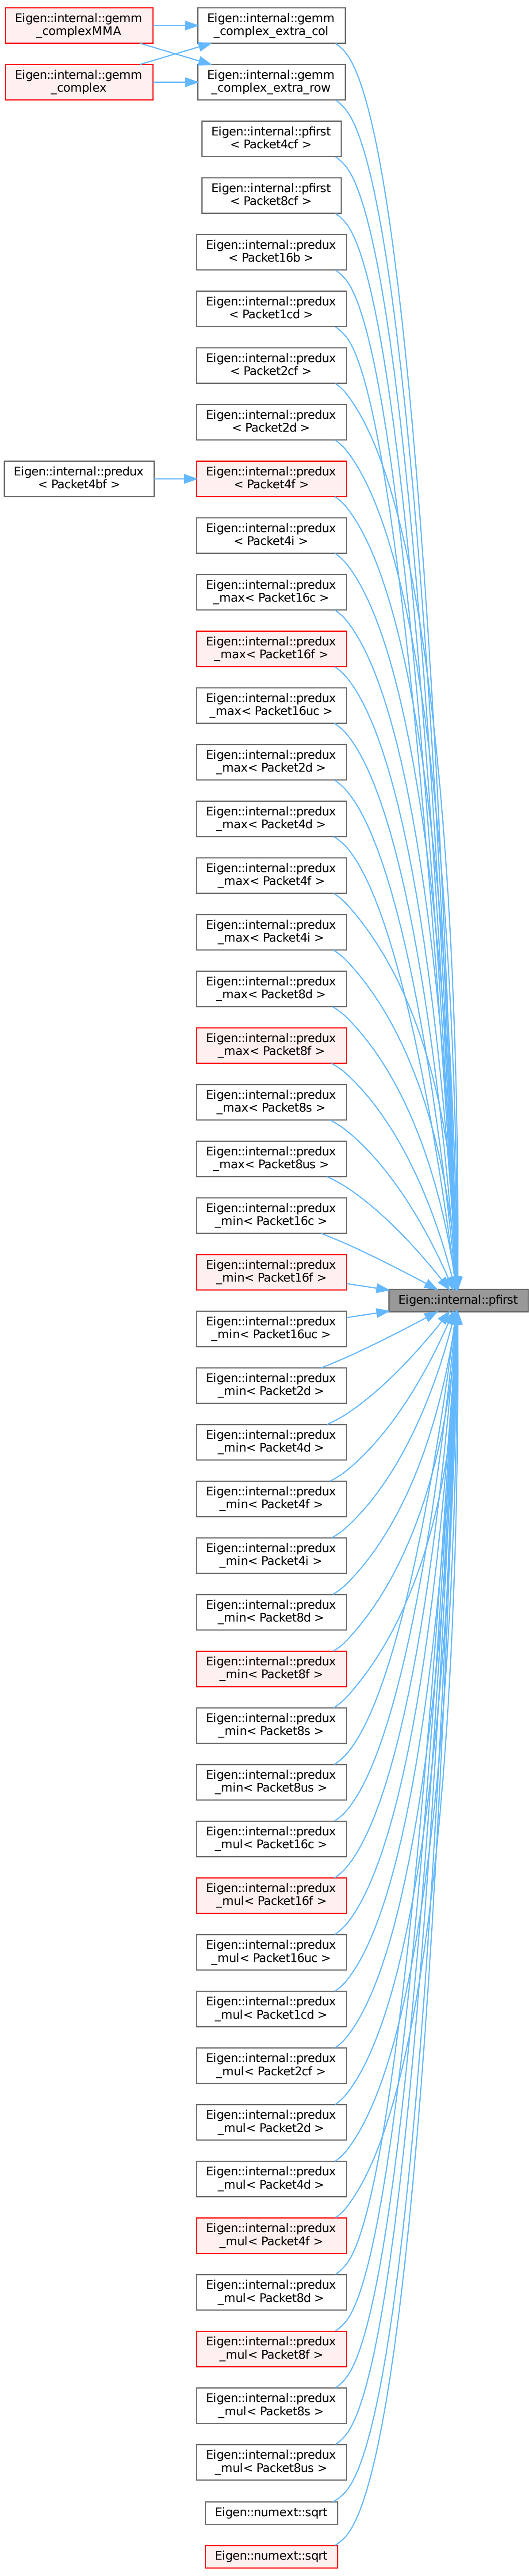 Eigen::internal::gemm
_complexMMA
Eigen::internal::gemm
_complex_extra_col
Eigen::internal::gemm
_complex
Eigen::internal::gemm
_complex_extra_row
Eigen::internal::pfirst
< Packet4cf >
Eigen::internal::pfirst
< Packet8cf >
Eigen::internal::predux
< Packet16b >
Eigen::internal::predux
< Packet1cd >
Eigen::internal::predux
< Packet2cf >
Eigen::internal::predux
< Packet2d >
Eigen::internal::predux
< Packet4bf >
Eigen::internal::predux
< Packet4f >
Eigen::internal::predux
< Packet4i >
Eigen::internal::predux
_max< Packet16c >
Eigen::internal::predux
_max< Packet16f >
Eigen::internal::predux
_max< Packet16uc >
Eigen::internal::predux
_max< Packet2d >
Eigen::internal::predux
_max< Packet4d >
Eigen::internal::predux
_max< Packet4f >
Eigen::internal::predux
_max< Packet4i >
Eigen::internal::predux
_max< Packet8d >
Eigen::internal::predux
_max< Packet8f >
Eigen::internal::predux
_max< Packet8s >
Eigen::internal::predux
_max< Packet8us >
Eigen::internal::predux
_min< Packet16c >
Eigen::internal::predux
_min< Packet16f >
Eigen::internal::pfirst
Eigen::internal::predux
_min< Packet16uc >
Eigen::internal::predux
_min< Packet2d >
Eigen::internal::predux
_min< Packet4d >
Eigen::internal::predux
_min< Packet4f >
Eigen::internal::predux
_min< Packet4i >
Eigen::internal::predux
_min< Packet8d >
Eigen::internal::predux
_min< Packet8f >
Eigen::internal::predux
_min< Packet8s >
Eigen::internal::predux
_min< Packet8us >
Eigen::internal::predux
_mul< Packet16c >
Eigen::internal::predux
_mul< Packet16f >
Eigen::internal::predux
_mul< Packet16uc >
Eigen::internal::predux
_mul< Packet1cd >
Eigen::internal::predux
_mul< Packet2cf >
Eigen::internal::predux
_mul< Packet2d >
Eigen::internal::predux
_mul< Packet4d >
Eigen::internal::predux
_mul< Packet4f >
Eigen::internal::predux
_mul< Packet8d >
Eigen::internal::predux
_mul< Packet8f >
Eigen::internal::predux
_mul< Packet8s >
Eigen::internal::predux
_mul< Packet8us >
Eigen::numext::sqrt
Eigen::numext::sqrt